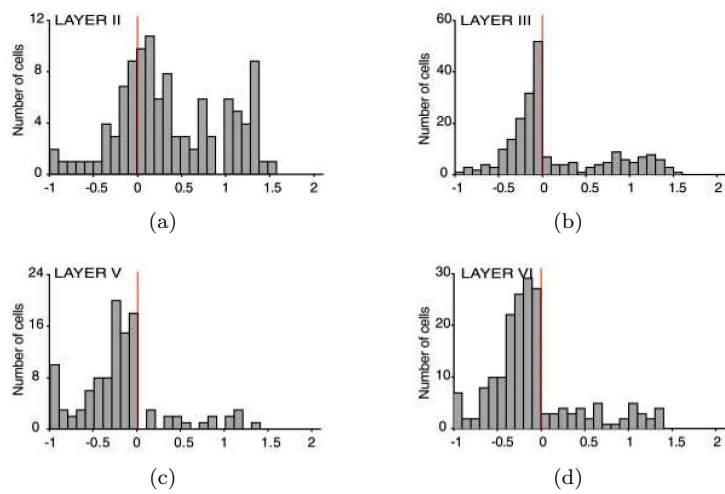 LAYER II
12
8
4
0
Number of cells
-1 -0.5 0 0.5 1 1.5 2
(a)
LAYER III
60
40
20
0
Number of cells
-1 -0.5 0 0.5 1 1.5 2
(b)
LAYER V
24
16
8
0
Number of cells
-1 -0.5 0 0.5 1 1.5 2
(c)
LAYER VI
30
20
10
0
Number of cells
-1 -0.5 0 0.5 1 1.5 2
(d)